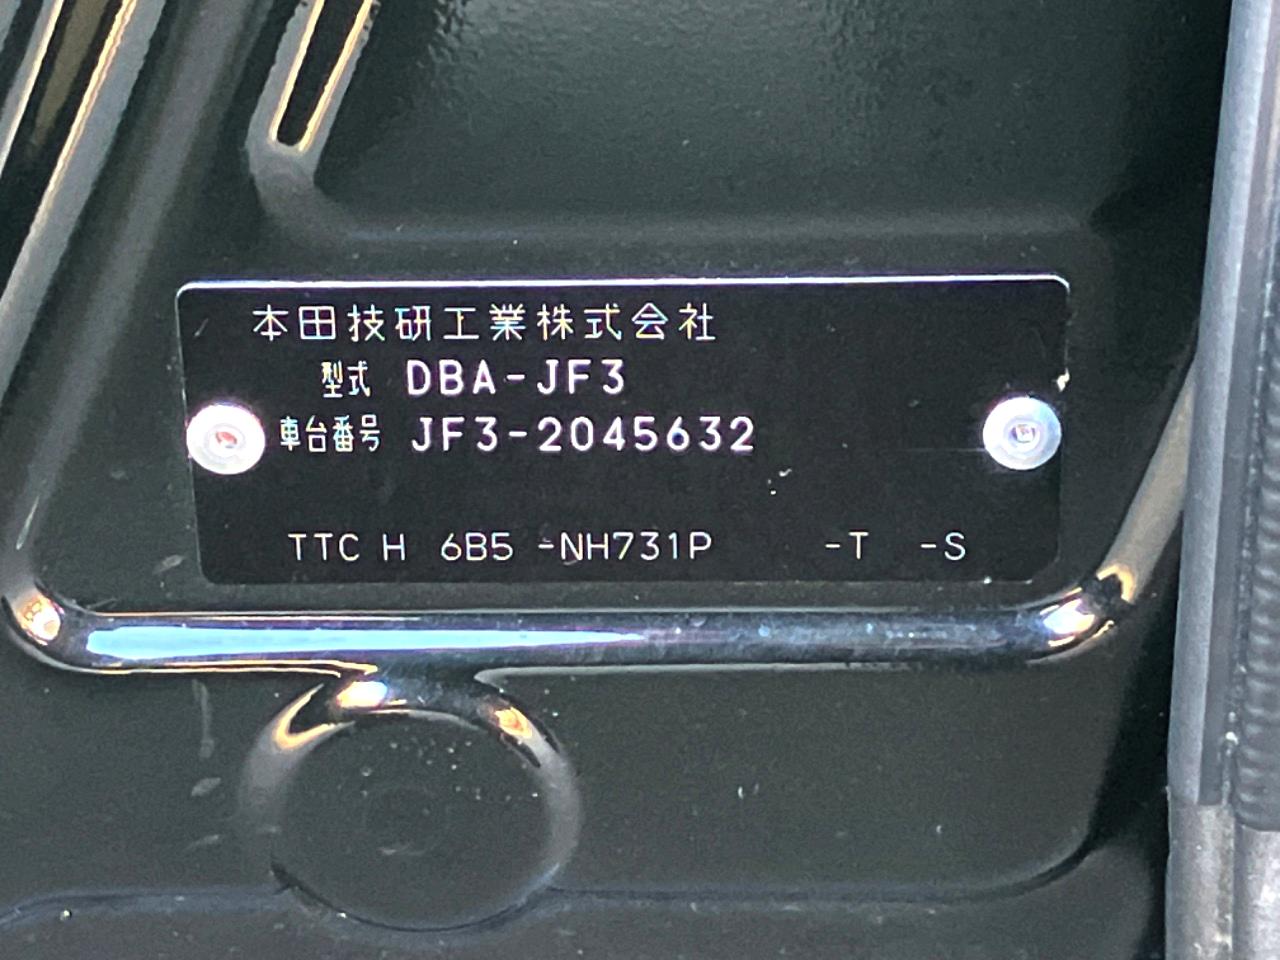 本田技研工業株式会社
型式 DBA-JF3
車台番号 JF3-2045632
TTC H 6B5 -NH731P -T -S